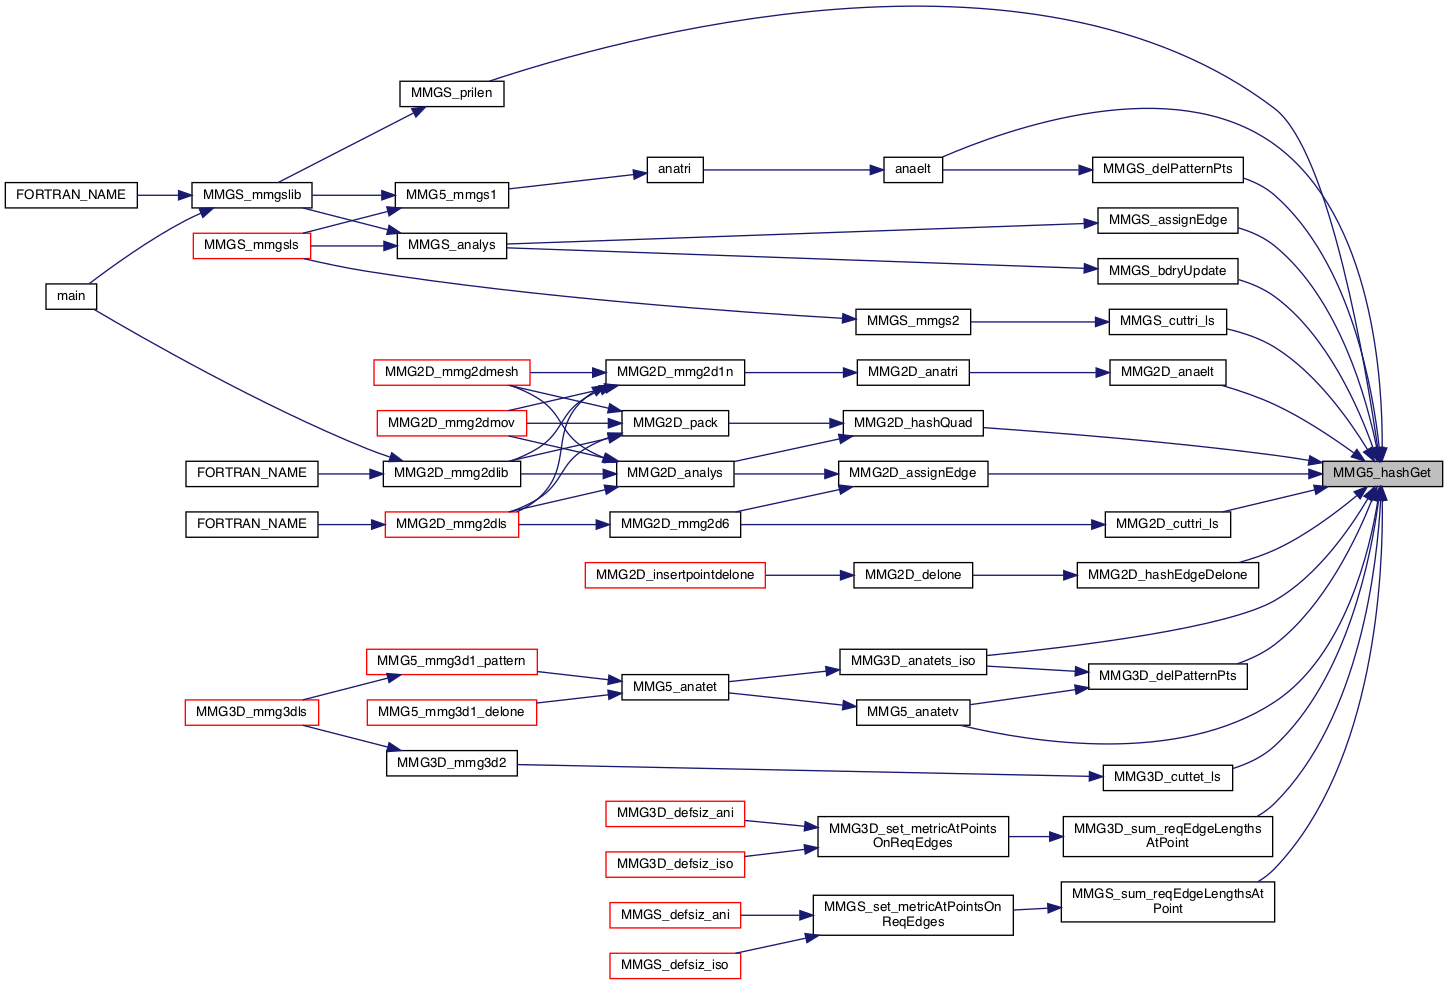 MMGS_prilen
anatri
anaelt
MMGS_delPatternPts
FORTRAN_NAME
MMGS_mmgslib
MMG5_mmgs1
MMGS_assignEdge
MMGS_mmgsls
MMGS_analys
MMGS_bdryUpdate
main
MMGS_mmgs2
MMGS_cuttri_ls
MMG2D_mmg2dmesh
MMG2D_mmg2d1n
MMG2D_anatri
MMG2D_anaelt
MMG2D_mmg2dmov
MMG2D_pack
MMG2D_hashQuad
FORTRAN_NAME
MMG2D_mmg2dlib
MMG2D_analys
MMG2D_assignEdge
MMG5_hashGet
FORTRAN_NAME
MMG2D_mmg2dls
MMG2D_mmg2d6
MMG2D_cuttri_ls
MMG2D_insertpointdelone
MMG2D_delone
MMG2D_hashEdgeDelone
MMG5_mmg3d1_pattern
MMG3D_anatets_iso
MMG5_anatet
MMG3D_delPatternPts
MMG3D_mmg3dls
MMG5_mmg3d1_delone
MMG5_anatetv
MMG3D_mmg3d2
MMG3D_cuttet_ls
MMG3D_defsiz_ani
MMG3D_set_metricAtPoints
OnReqEdges
MMG3D_sum_reqEdgeLengths
AtPoint
MMG3D_defsiz_iso
MMGS_defsiz_ani
MMGS_set_metricAtPointsOn
ReqEdges
MMGS_sum_reqEdgeLengthsAt
Point
MMGS_defsiz_iso